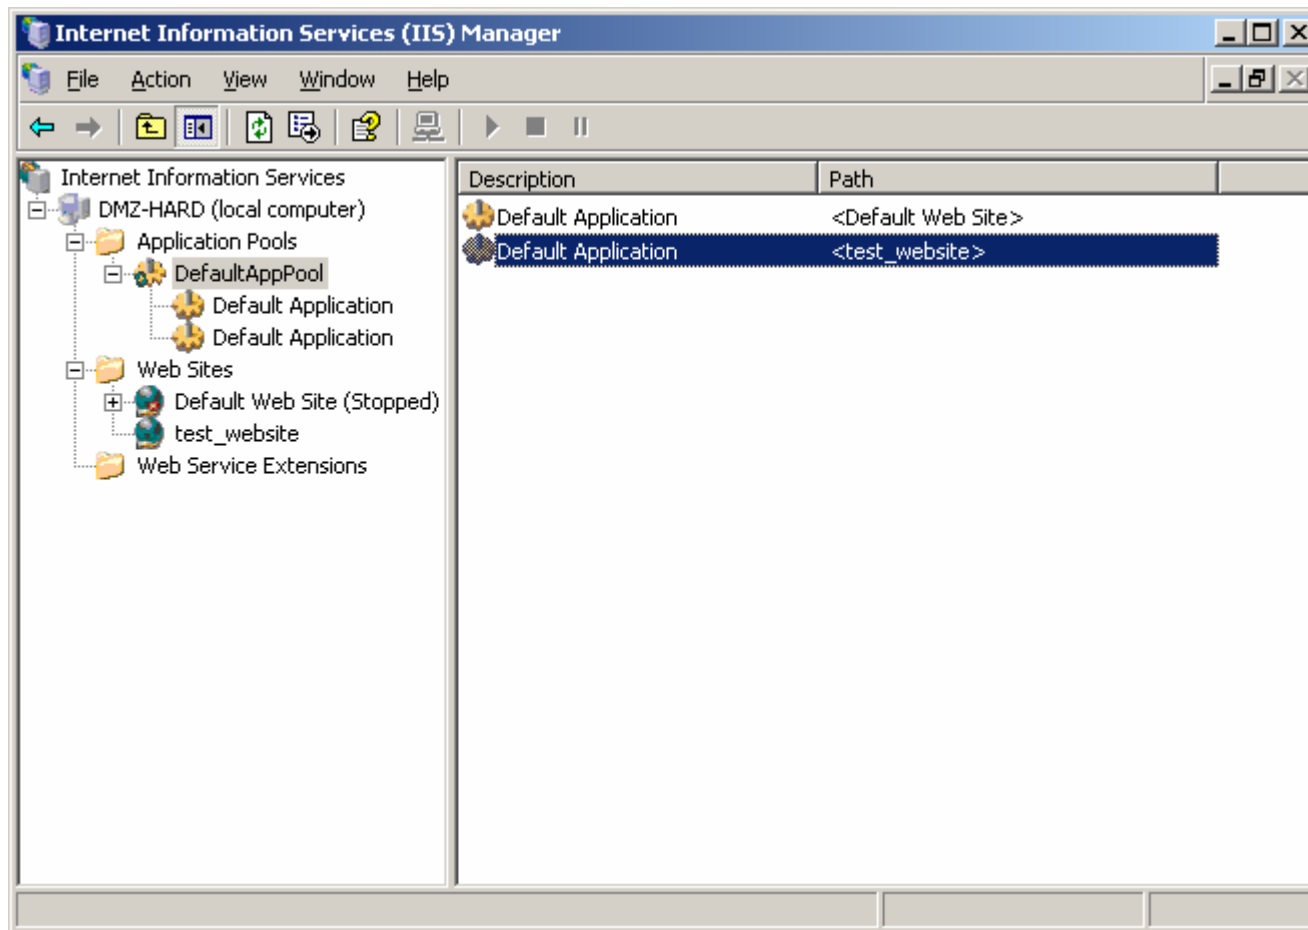 Internet Information Services (IIS) Manager
File Action View Window Help
Internet Information Services
DMZ-HARD (local computer)
Application Pools
DefaultAppPool
Default Application
Default Application
Web Sites
Default Web Site (Stopped)
test_website
Web Service Extensions
Description Path
Default Application <Default Web Site>
Default Application <test_website>